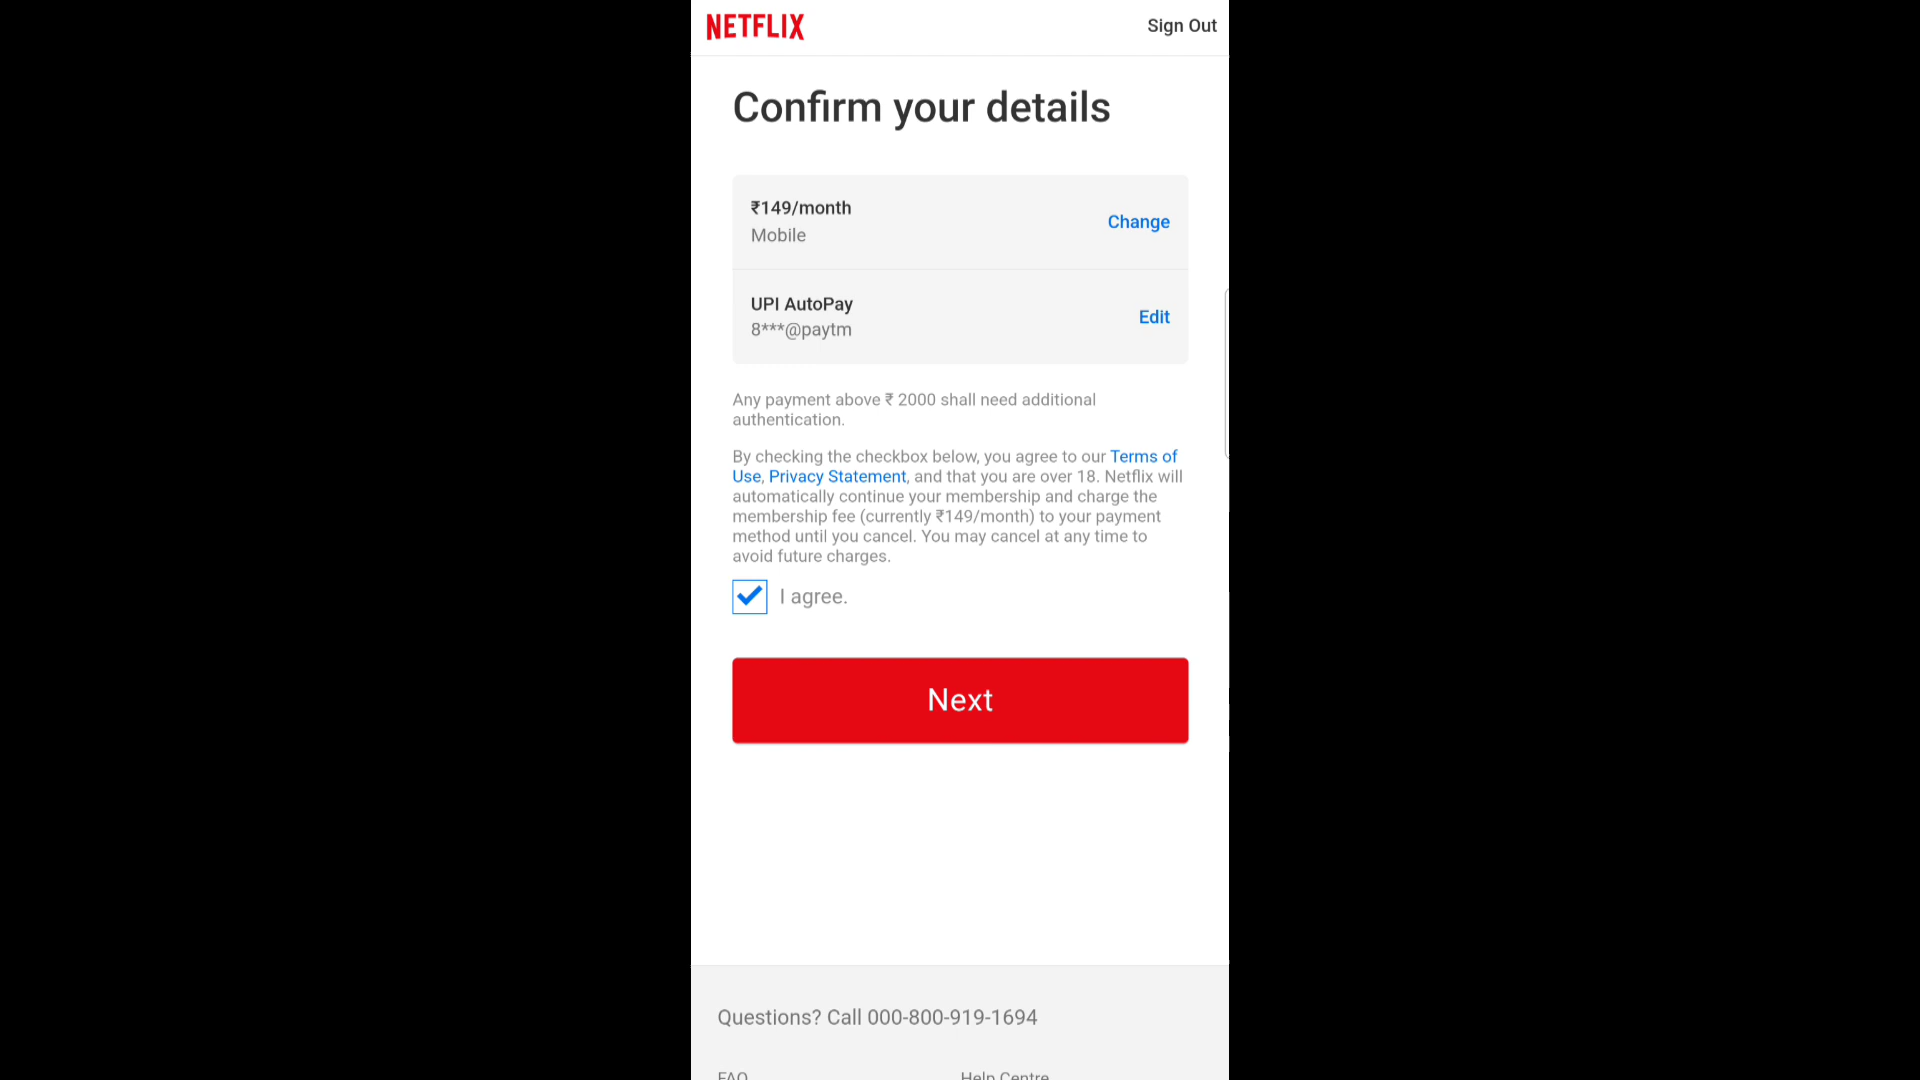 NETFLIX
Sign Out
Confirm your details
₹149/month
Mobile
Change
UPI AutoPay
8***@paytm
Edit
Any payment above ₹ 2000 shall need additional
authentication.
By checking the checkbox below, you agree to our Terms of
Use, Privacy Statement, and that you are over 18. Netflix will
automatically continue your membership and charge the
membership fee (currently ₹149/month) to your payment
method until you cancel. You may cancel at any time to
avoid future charges.
I agree.
Next
Questions? Call 000-800-919-1694
FAQ
Help Centre